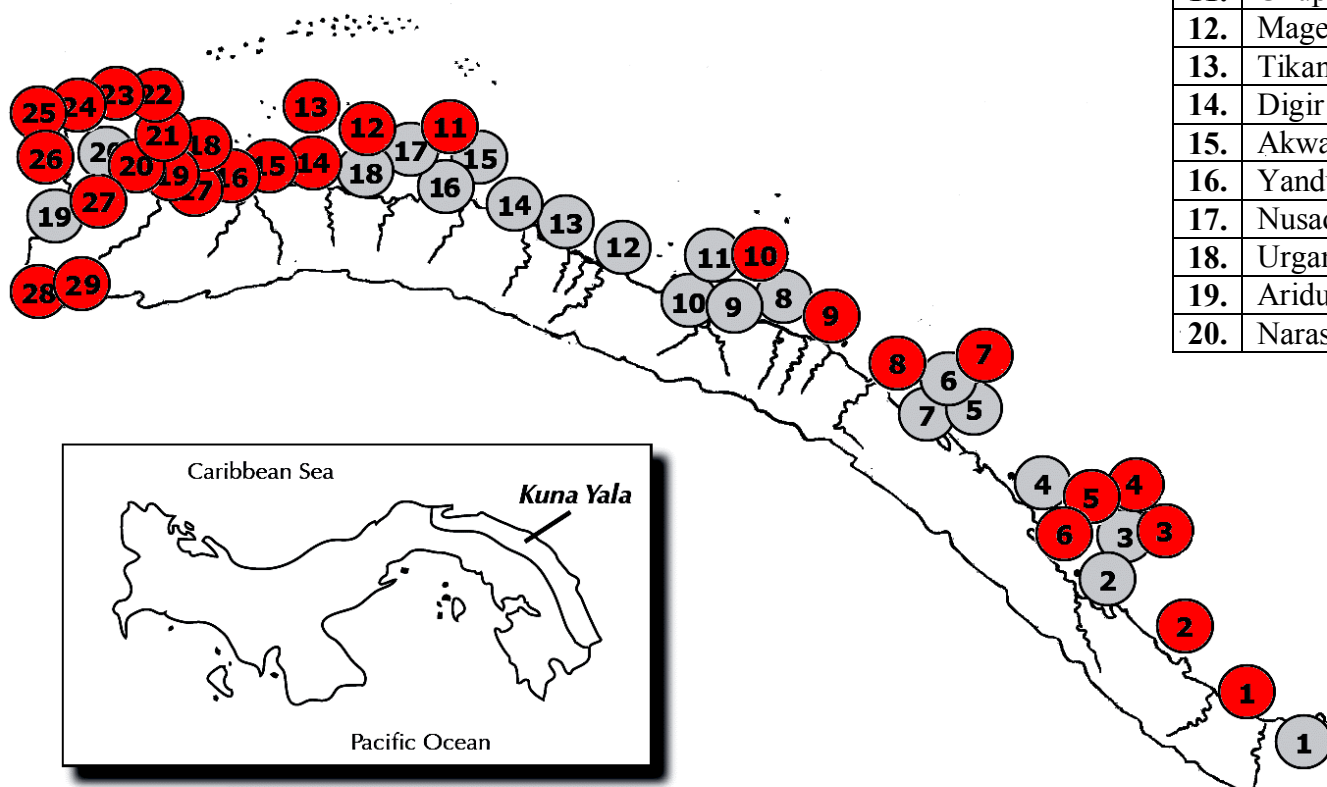 12. Mage
13. Tikan
14. Digir
15. Akwa
16. Yand
17. Nusa
18. Urgan
19. Aridu
20. Naras
25 24 23 22
13
12 11
26 21 18
20 19 27 16 15 14
17 15
18 16
19 27
14
13
12
28 29
11 10
10 9 8
9
8 7
6
7 5
4 5 4
6 3 3
2
2
1
1
Caribbean Sea
Kuna Yala
Pacific Ocean